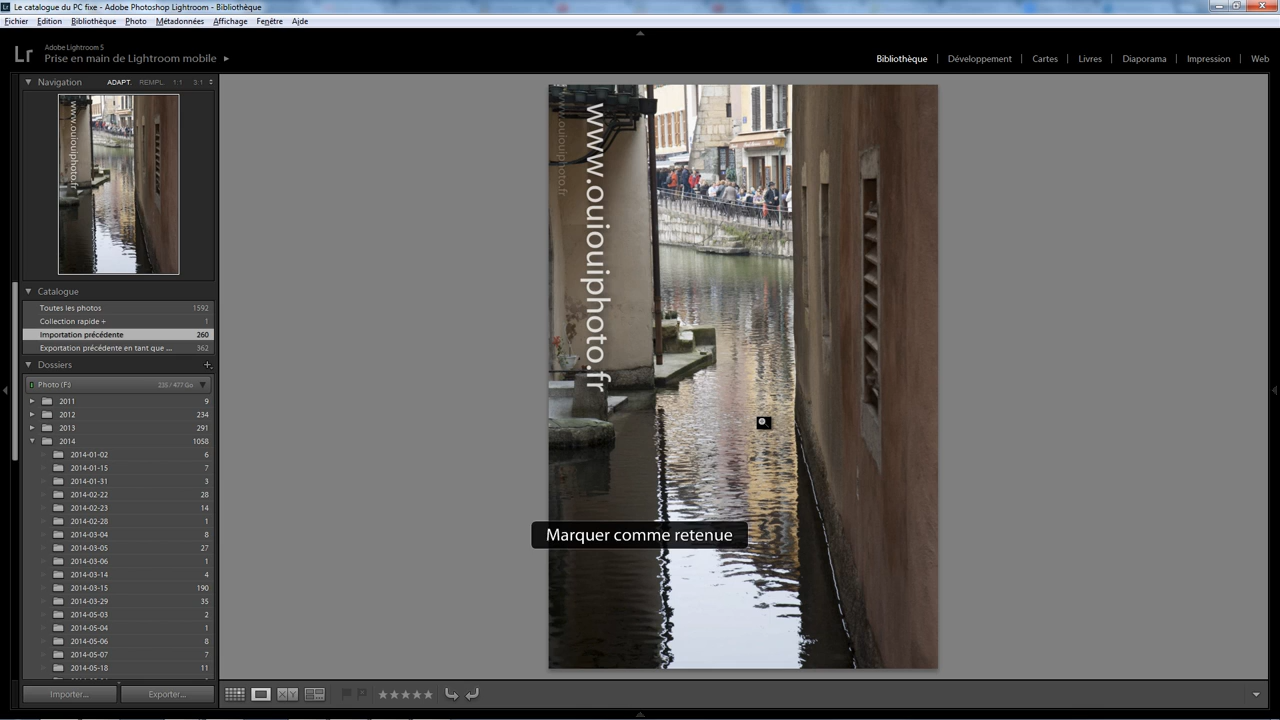 Le catalogue du PC fixe - Adobe Photoshop Lightroom - Bibliothèque
Fichier Edition Bibliothèque Photo Métadonnées Affichage Fenêtre Aide
Lr
Adobe Lightroom 5
Prise en main de Lightroom mobile
Bibliothèque | Développement | Cartes | Livres | Diaporama | Impression | Web
Navigation ADAPT. REMPL. 1:1 3:1
www.ouiouiphoto.fr
Catalogue
Toutes les photos 1592
Collection rapide + 1
Importation précédente 260
Exportation précédente en tant que ... 362
Dossiers
Photo (F:) 235 / 477 Go
2011 9
2012 234
2013 291
2014 1058
2014-01-02 6
2014-01-15 7
2014-01-31 3
2014-02-22 28
2014-02-23 14
2014-02-28 1
2014-03-04 8
2014-03-05 27
2014-03-06 1
2014-03-14 4
2014-03-15 190
2014-03-29 35
2014-05-03 2
2014-05-04 1
2014-05-06 8
2014-05-07 7
2014-05-18 11
Importer... Exporter...
www.ouiouiphoto.fr
www.ouiouiphoto.fr
Marquer comme retenue
X Y